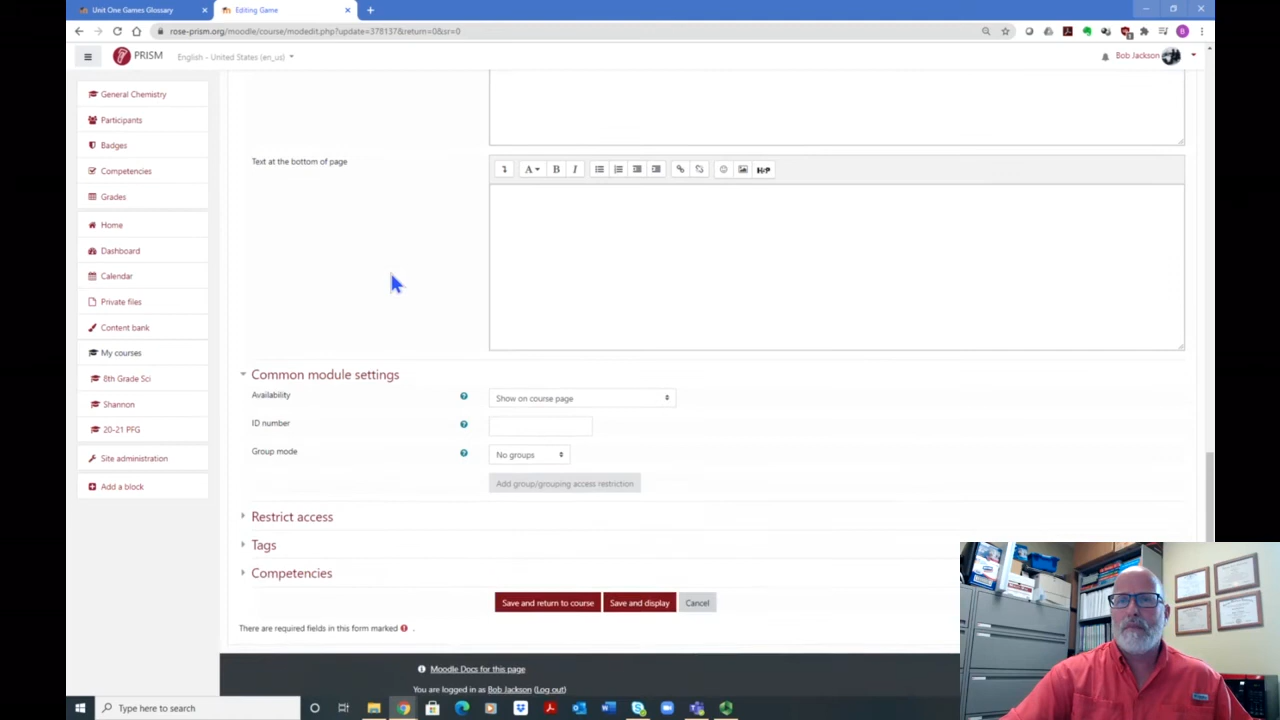 Unit One Games Glossary
Editing Game
rose-prism.org/moodle/course/modedit.php?update=378137&return=0&sr=0
PRISM
English - United States (en_us)
Bob Jackson
General Chemistry
Participants
Badges
Competencies
Grades
Home
Dashboard
Calendar
Private files
Content bank
My courses
8th Grade Sci
Shannon
20-21 PFG
Site administration
Add a block
Text at the bottom of page
A B I
H5P
Common module settings
Availability
Show on course page
ID number
Group mode
No groups
Add group/grouping access restriction
Restrict access
Tags
Competencies
Save and return to course Save and display Cancel
There are required fields in this form marked .
Moodle Docs for this page
You are logged in as Bob Jackson (Log out)
Type here to search